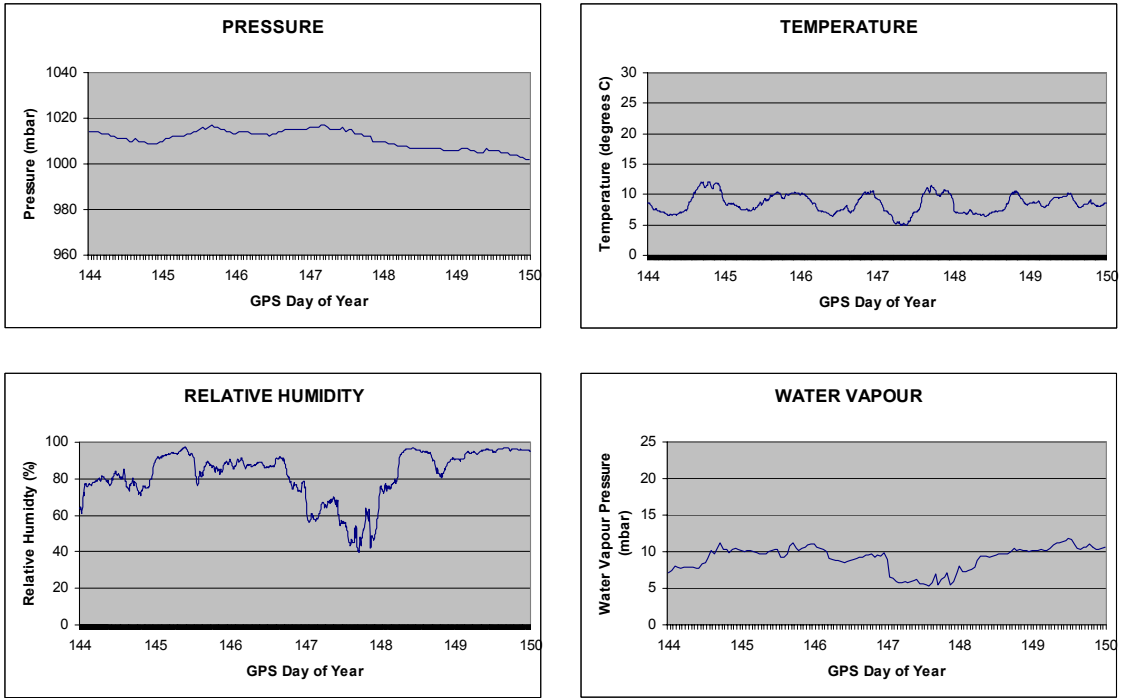 PRESSURE
1040
1020
1000
980
960
Pressure (mbar)
144 145 146 147 148 149 150
GPS Day of Year
TEMPERATURE
30
25
20
15
10
5
0
Temperature (degrees C)
144 145 146 147 148 149 150
GPS Day of Year
RELATIVE HUMIDITY
100
80
60
40
20
0
Relative Humidity (%)
144 145 146 147 148 149 150
GPS Day of Year
WATER VAPOUR
25
20
15
10
5
0
Water Vapour Pressure
(mbar)
144 145 146 147 148 149 150
GPS Day of Year